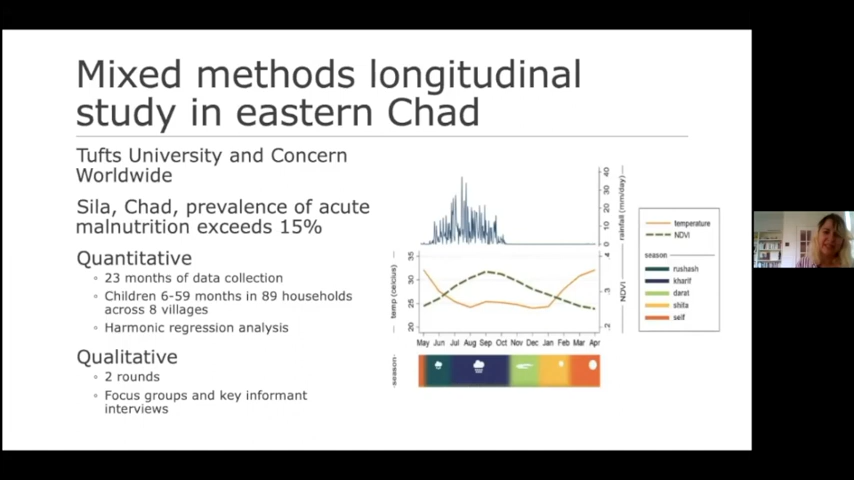 Mixed methods longitudinal
study in eastern Chad
Tufts University and Concern
Worldwide
Sila, Chad, prevalence of acute
malnutrition exceeds 15%
Quantitative
23 months of data collection
Children 6-59 months in 89 households
across 8 villages
Harmonic regression analysis
Qualitative
2 rounds
Focus groups and key informant
interviews
40
30
20
10
0
rainfall (mm/day)
35
30
25
20
temp (celcius)
.4
.3
.2
NDVI
May Jun Jul Aug Sep Oct Nov Dec Jan Feb Mar Apr
season
temperature
NDVI
season
rushash
kharif
darat
shita
seif